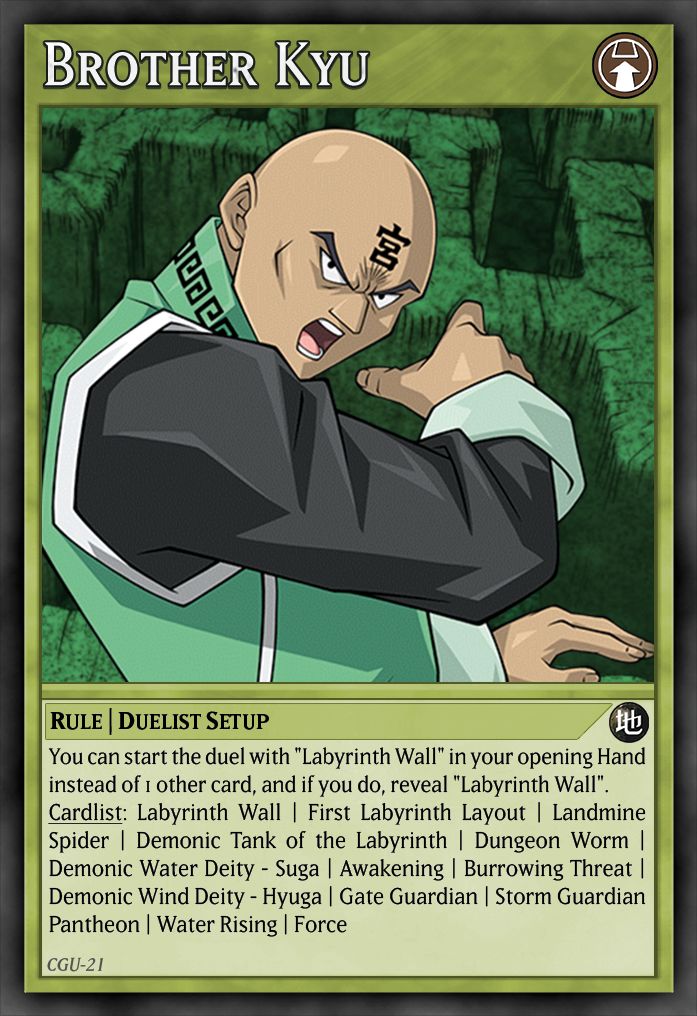 Brother Kyu
宮
Rule | Duelist Setup
地
You can start the duel with "Labyrinth Wall" in your opening Hand
instead of 1 other card, and if you do, reveal "Labyrinth Wall".
Cardlist: Labyrinth Wall | First Labyrinth Layout | Landmine
Spider | Demonic Tank of the Labyrinth | Dungeon Worm |
Demonic Water Deity - Suga | Awakening | Burrowing Threat |
Demonic Wind Deity - Hyuga | Gate Guardian | Storm Guardian
Pantheon | Water Rising | Force
CGU-21